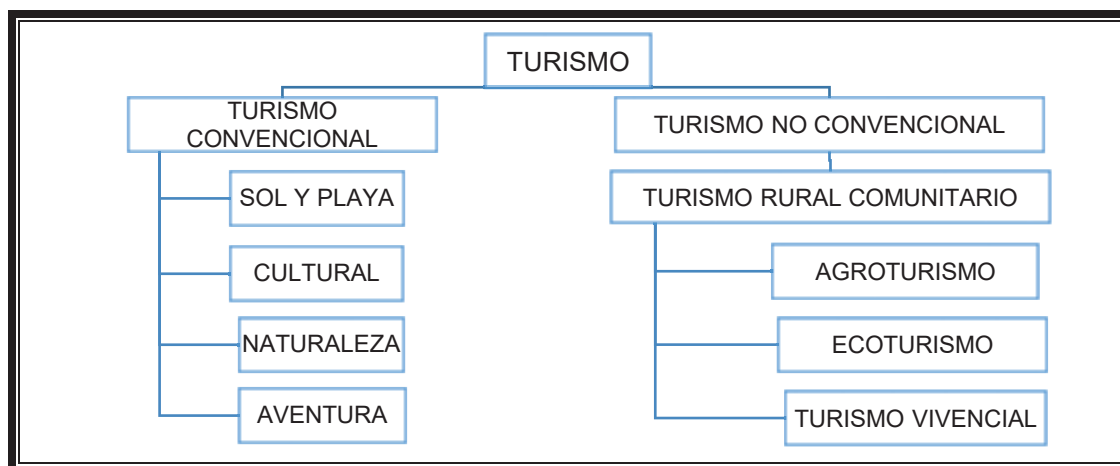 TURISMO
TURISMO
CONVENCIONAL
SOL Y PLAYA
CULTURAL
NATURALEZA
AVENTURA
TURISMO NO CONVENCIONAL
TURISMO RURAL COMUNITARIO
AGROTURISMO
ECOTURISMO
TURISMO VIVENCIAL